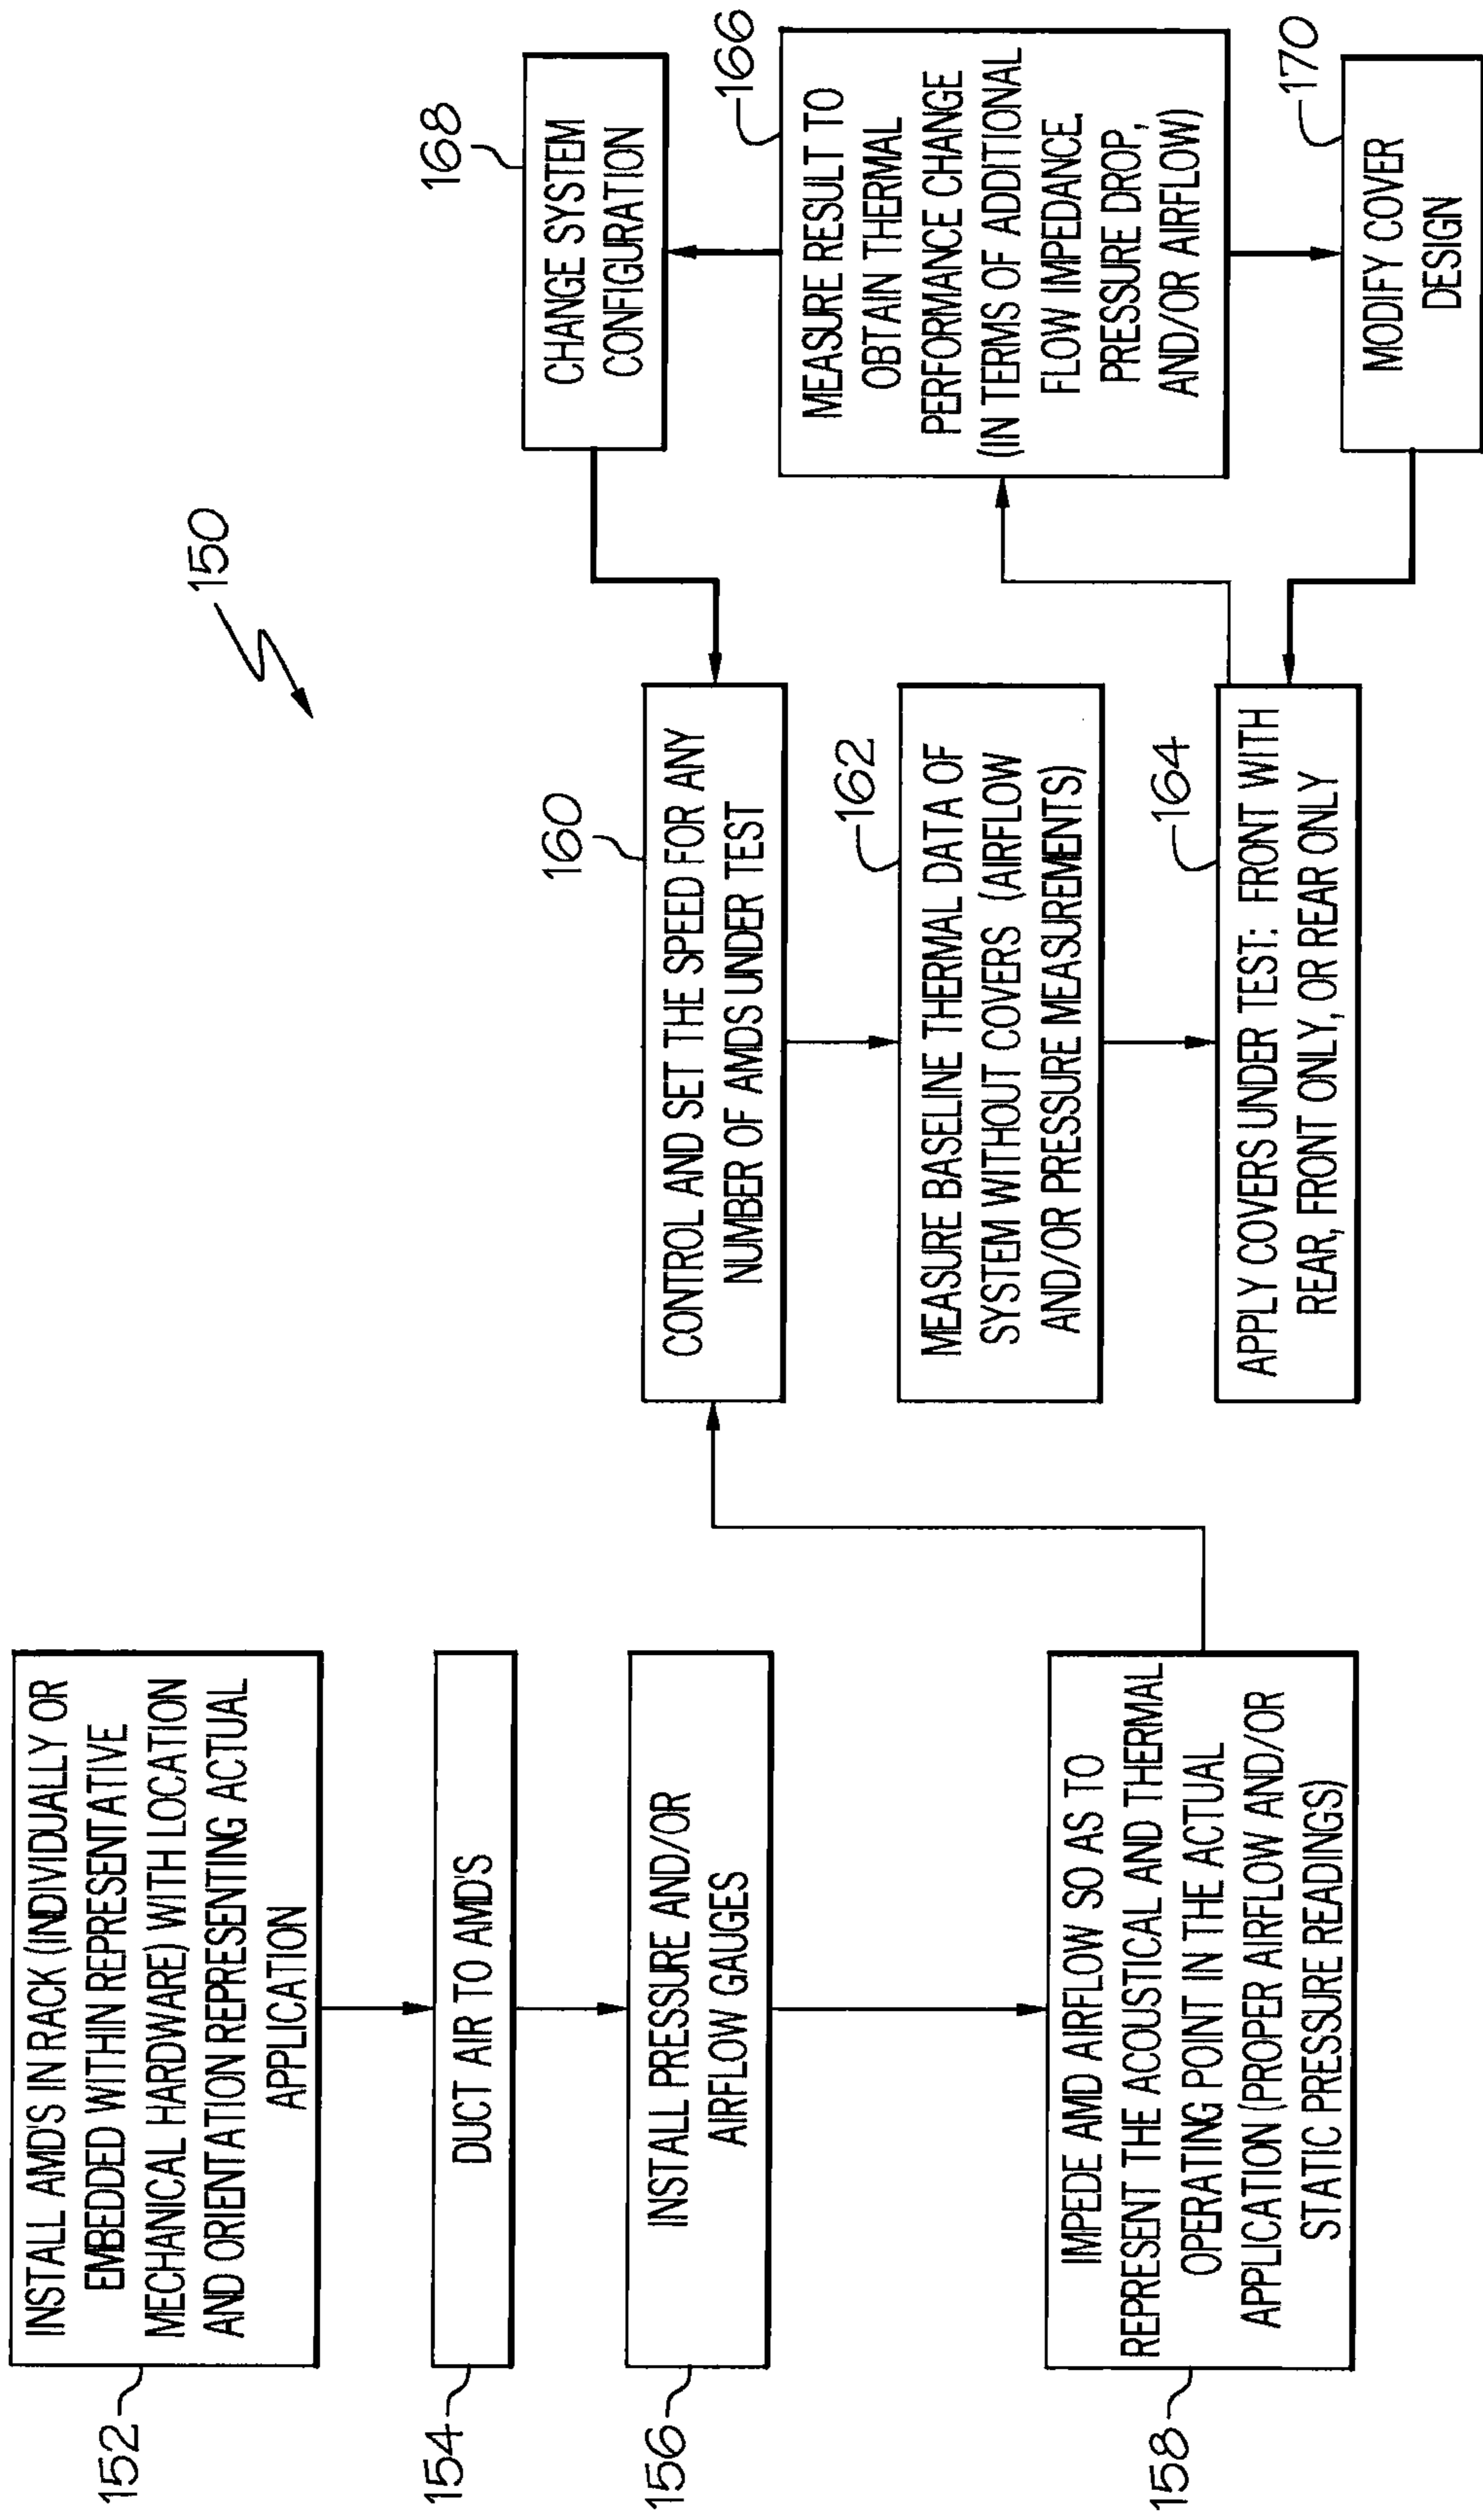 150
152
INSTALL AMDS IN RACK (INDIVIDUALLY OR
EMBEDDED WITHIN REPRESENTATIVE
MECHANICAL HARDWARE) WITH LOCATION
AND ORIENTATION REPRESENTING ACTUAL
APPLICATION
154
DUCT AIR TO AMD'S
156
INSTALL PRESSURE AND/OR
AIRFLOW GAUGES
158
IMPEDE AMD AIRFLOW SO AS TO
REPRESENT THE ACOUSTICAL AND THERMAL
OPERATING POINT IN THE ACTUAL
APPLICATION (PROPER AIRFLOW AND/OR
STATIC PRESSURE READINGS)
160
CONTROL AND SET THE SPEED FOR ANY
NUMBER OF AMDS UNDER TEST
162
MEASURE BASELINE THERMAL DATA OF
SYSTEM WITHOUT COVERS (AIRFLOW
AND/OR PRESSURE MEASUREMENTS)
164
APPLY COVERS UNDER TEST: FRONT WITH
REAR, FRONT ONLY, OR REAR ONLY
168
CHANGE SYSTEM
CONFIGURATION
166
MEASURE RESULT TO
OBTAIN THERMAL
PERFORMANCE CHANGE
(IN TERMS OF ADDITIONAL
FLOW IMPEDANCE,
PRESSURE DROP,
AND/OR AIRFLOW)
170
MODIFY COVER
DESIGN